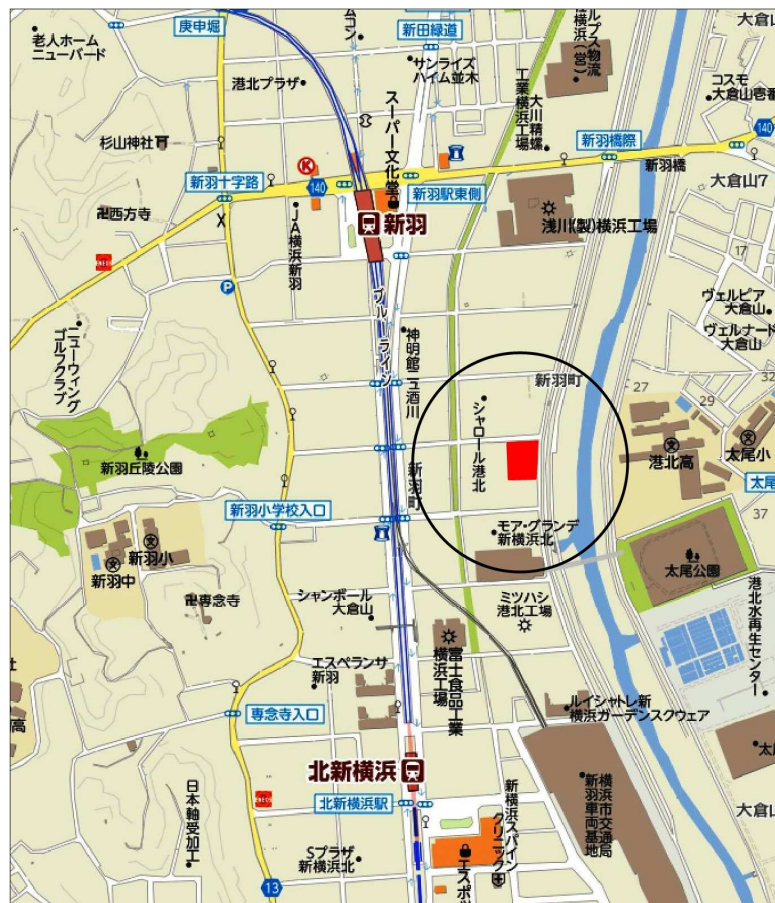 庚申堀
老人ホーム
ニューバード
新田緑道
サンライズ
ハイム並木
港北プラザ
スーパー文化堂
工業横浜工場
大川精螺
コスモ
大倉山壱番
140
杉山神社
新羽橋際
新羽橋
K
新羽十字路
140
新羽駅東側
大倉山7
卍西方寺
JA横浜新羽
新羽
浅川(製)横浜工場
17
ENEOS
P
ブルーライン
ヴェルピア
大倉山
ヴェルナード
大倉山
ニューウィング
ゴルフクラブ
神明館ニュ酒川
新羽町
27
29
32
シャロール港北
港北高
太尾小
新羽丘陵公園
新羽町
新羽小学校入口
37
モア・グランデ
新横浜北
新羽小
新羽中
太尾公園
卍専念寺
シャンボール
大倉山
ミツハシ
港北工場
港北水再生センター
エスペランサ
新羽
富士食品工業
横浜工場
専念寺入口
ルイシャトレ新
横浜ガーデンスクウェア
北新横浜
北新横浜駅
ENEOS
日本軸受加工
新横浜スパイン
クリニック
横浜市交通局
新羽車両基地
Sプラザ
新横浜北
13